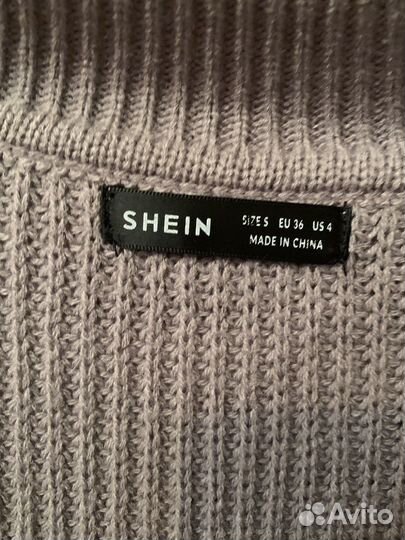 SHEIN
SIZE S EU 36 US 4
MADE IN CHINA
Avito